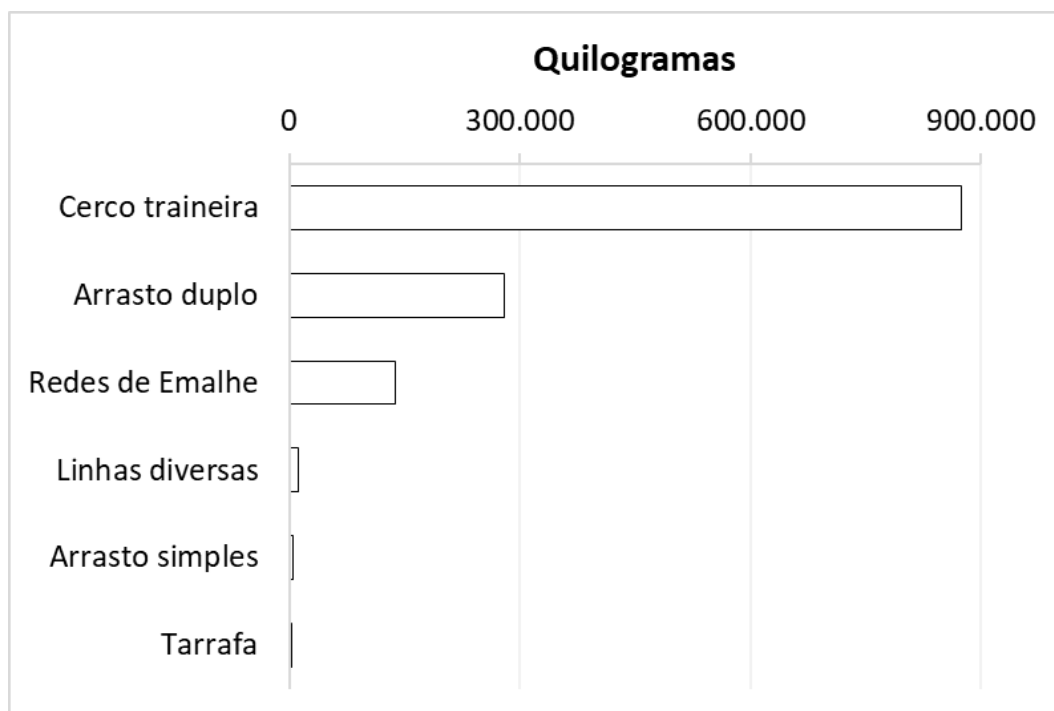 Quilogramas
0 300.000 600.000 900.000
Cerco traineira
Arrasto duplo
Redes de Emalhe
Linhas diversas
Arrasto simples
Tarrafa